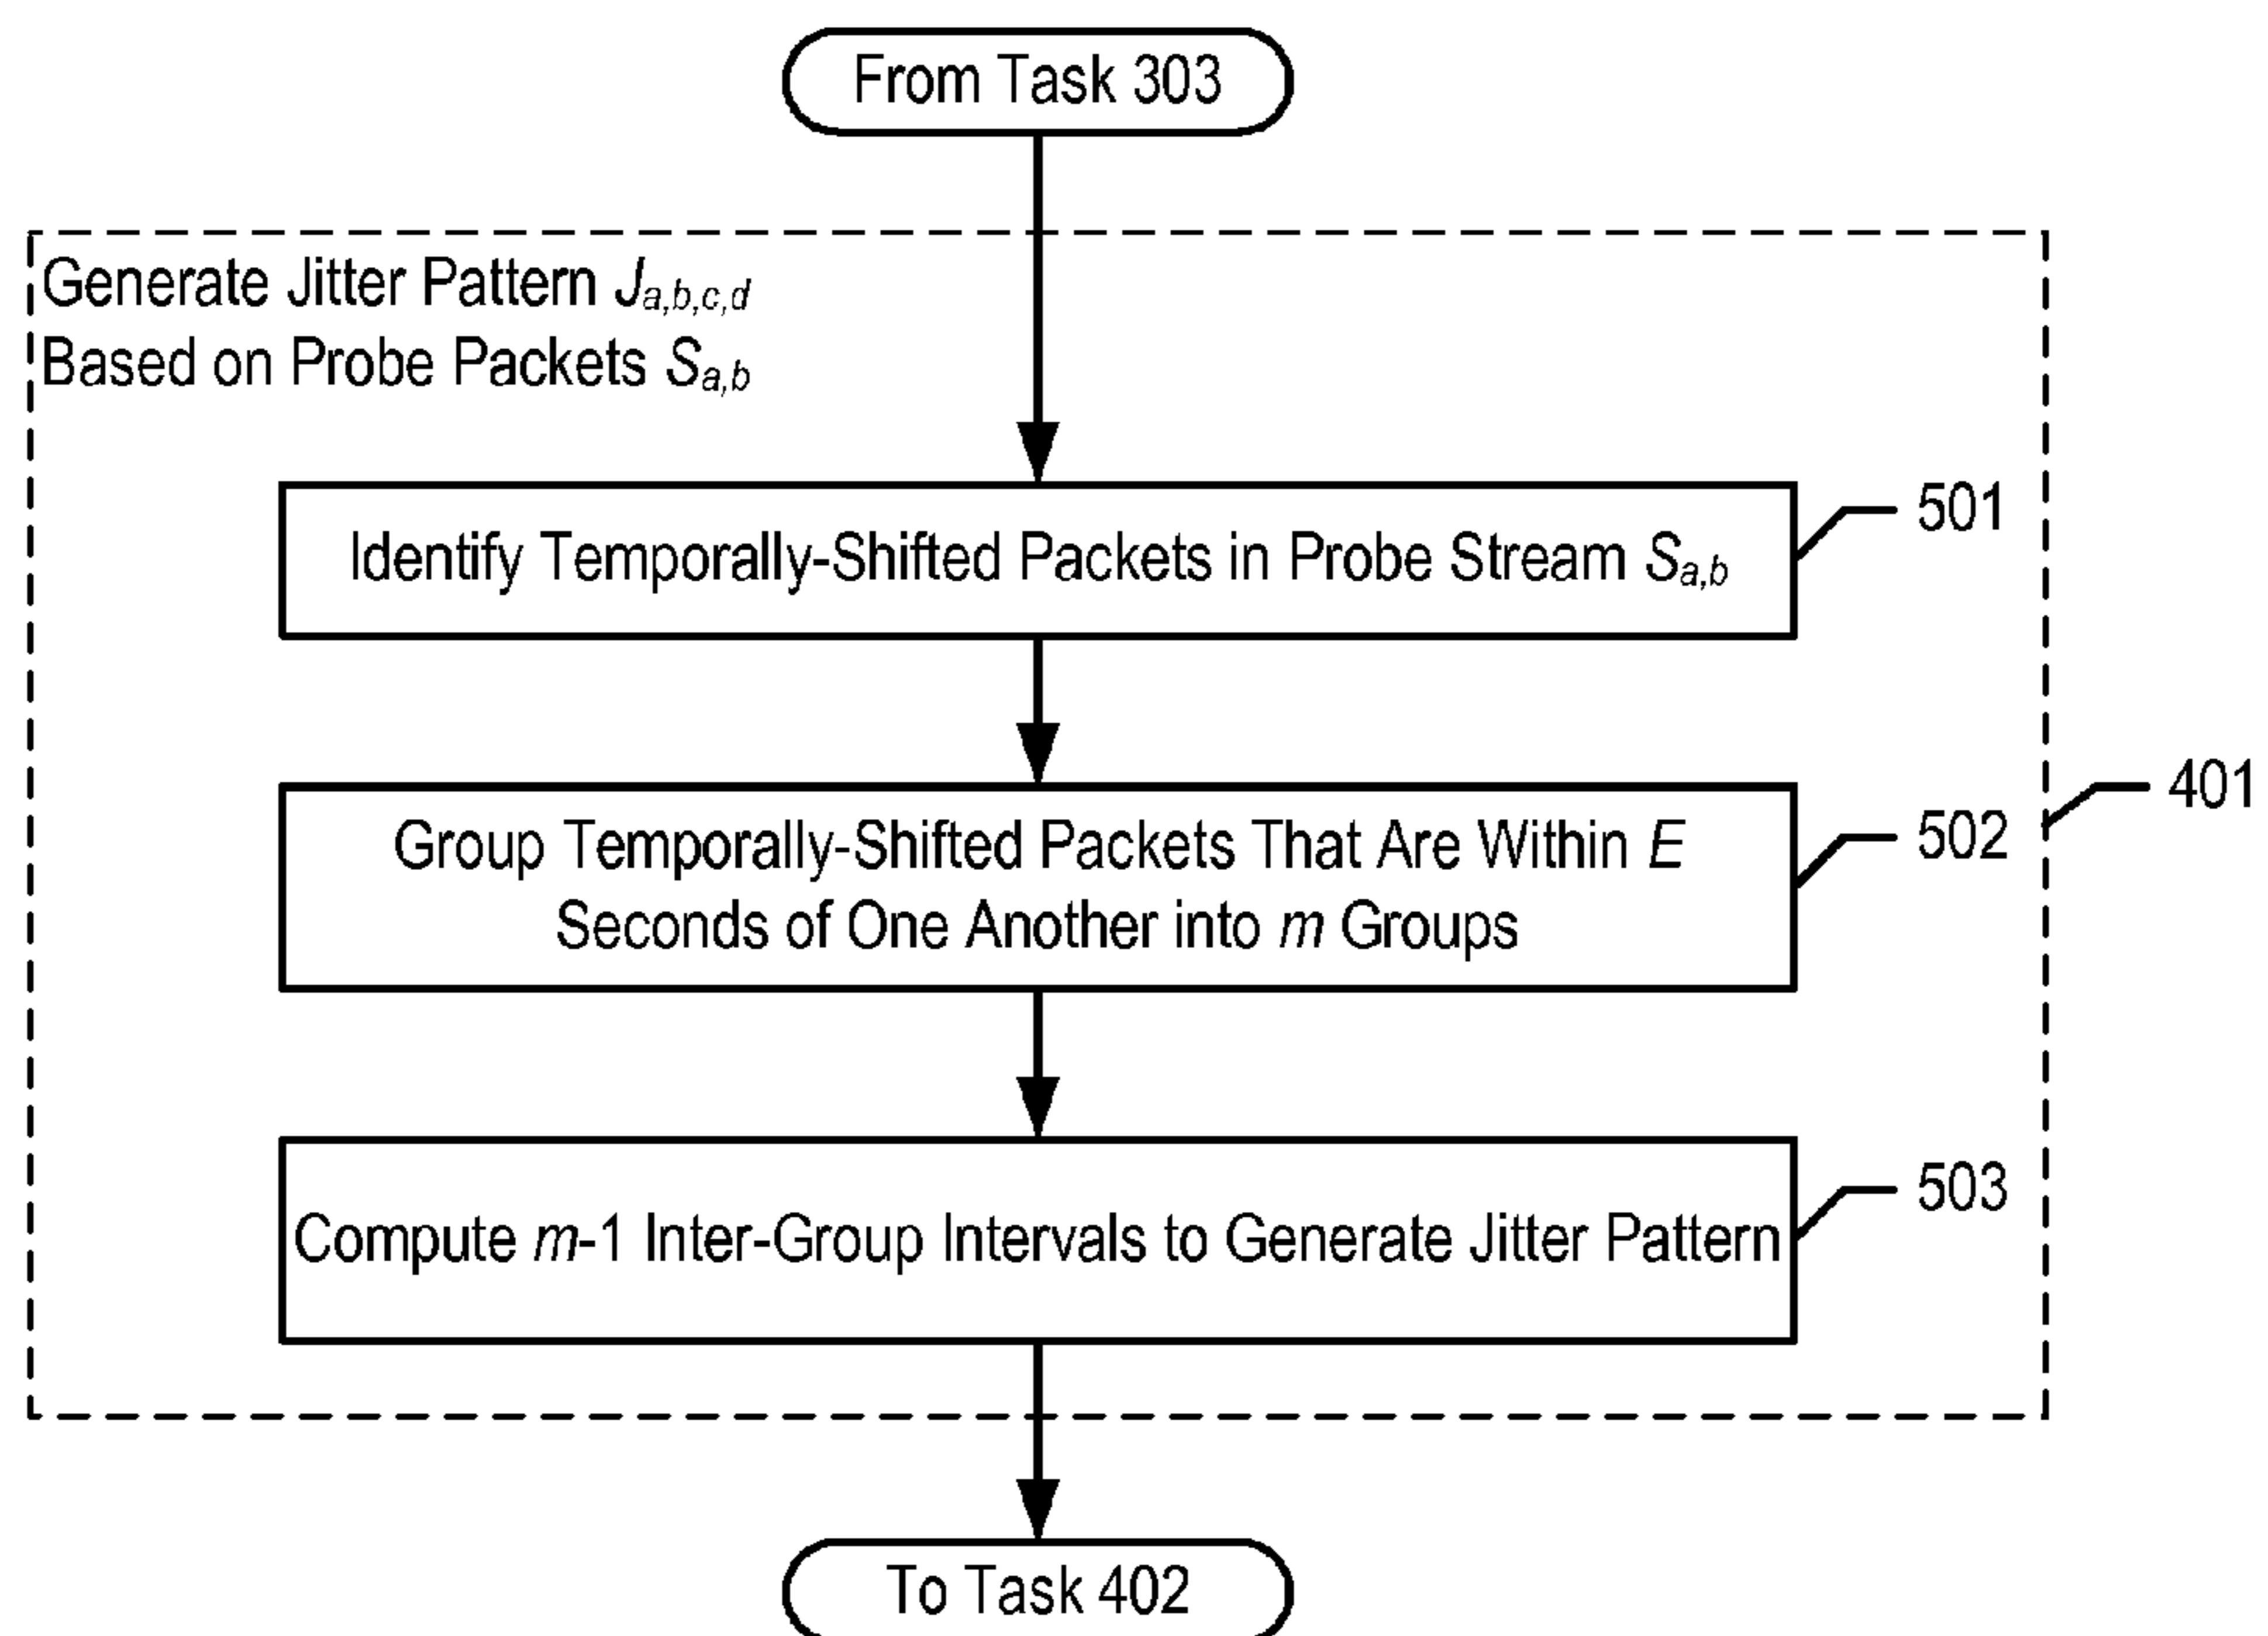 From Task 303
Generate Jitter Pattern Ja,b,c,d
Based on Probe Packets Sa,b
Identify Temporally-Shifted Packets in Probe Stream Sa,b
501
Group Temporally-Shifted Packets That Are Within E
Seconds of One Another into m Groups
502
401
Compute m-1 Inter-Group Intervals to Generate Jitter Pattern
503
To Task 402